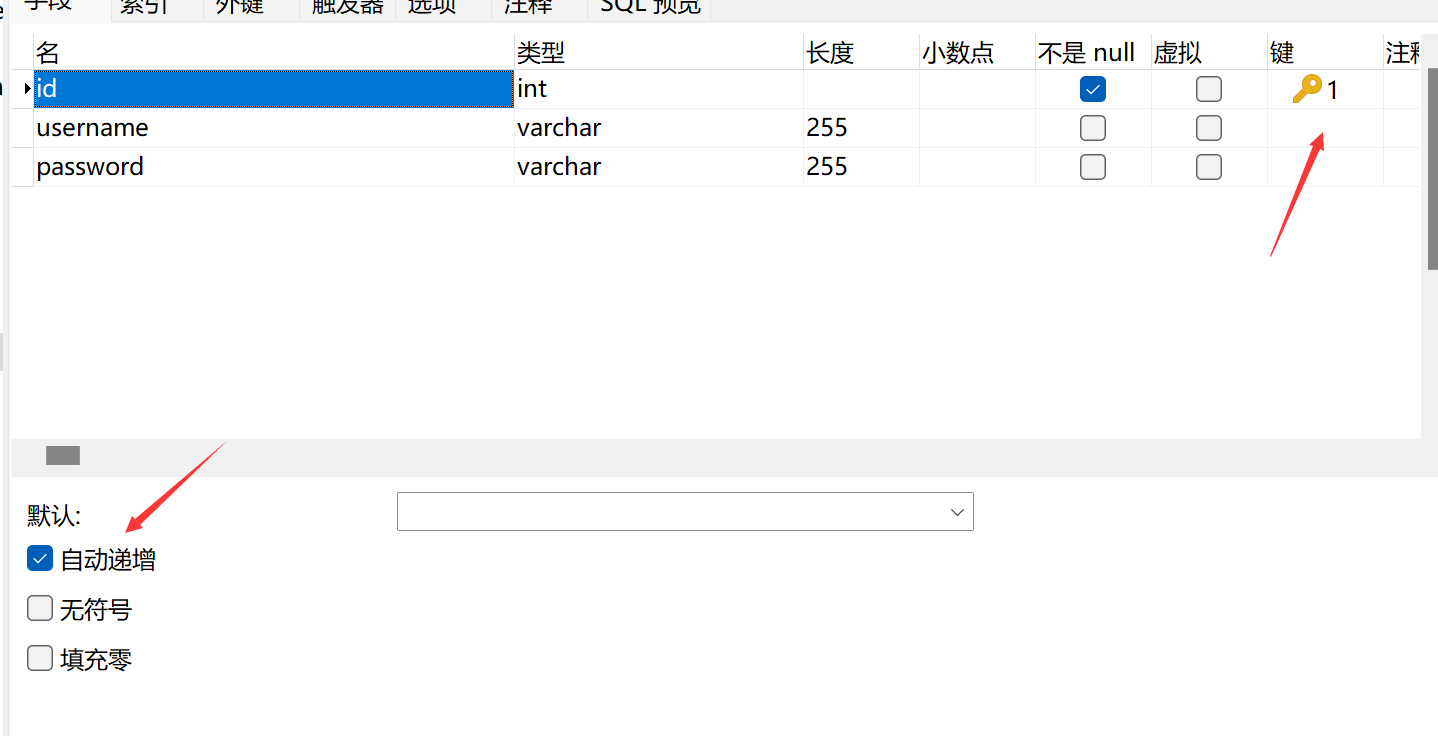 字段 索引 外键 触发器 选项 注释 SQL 预览
名 类型 长度 小数点 不是 null 虚拟 键 注释
id int 1
username varchar 255
password varchar 255
默认:
自动递增
无符号
填充零